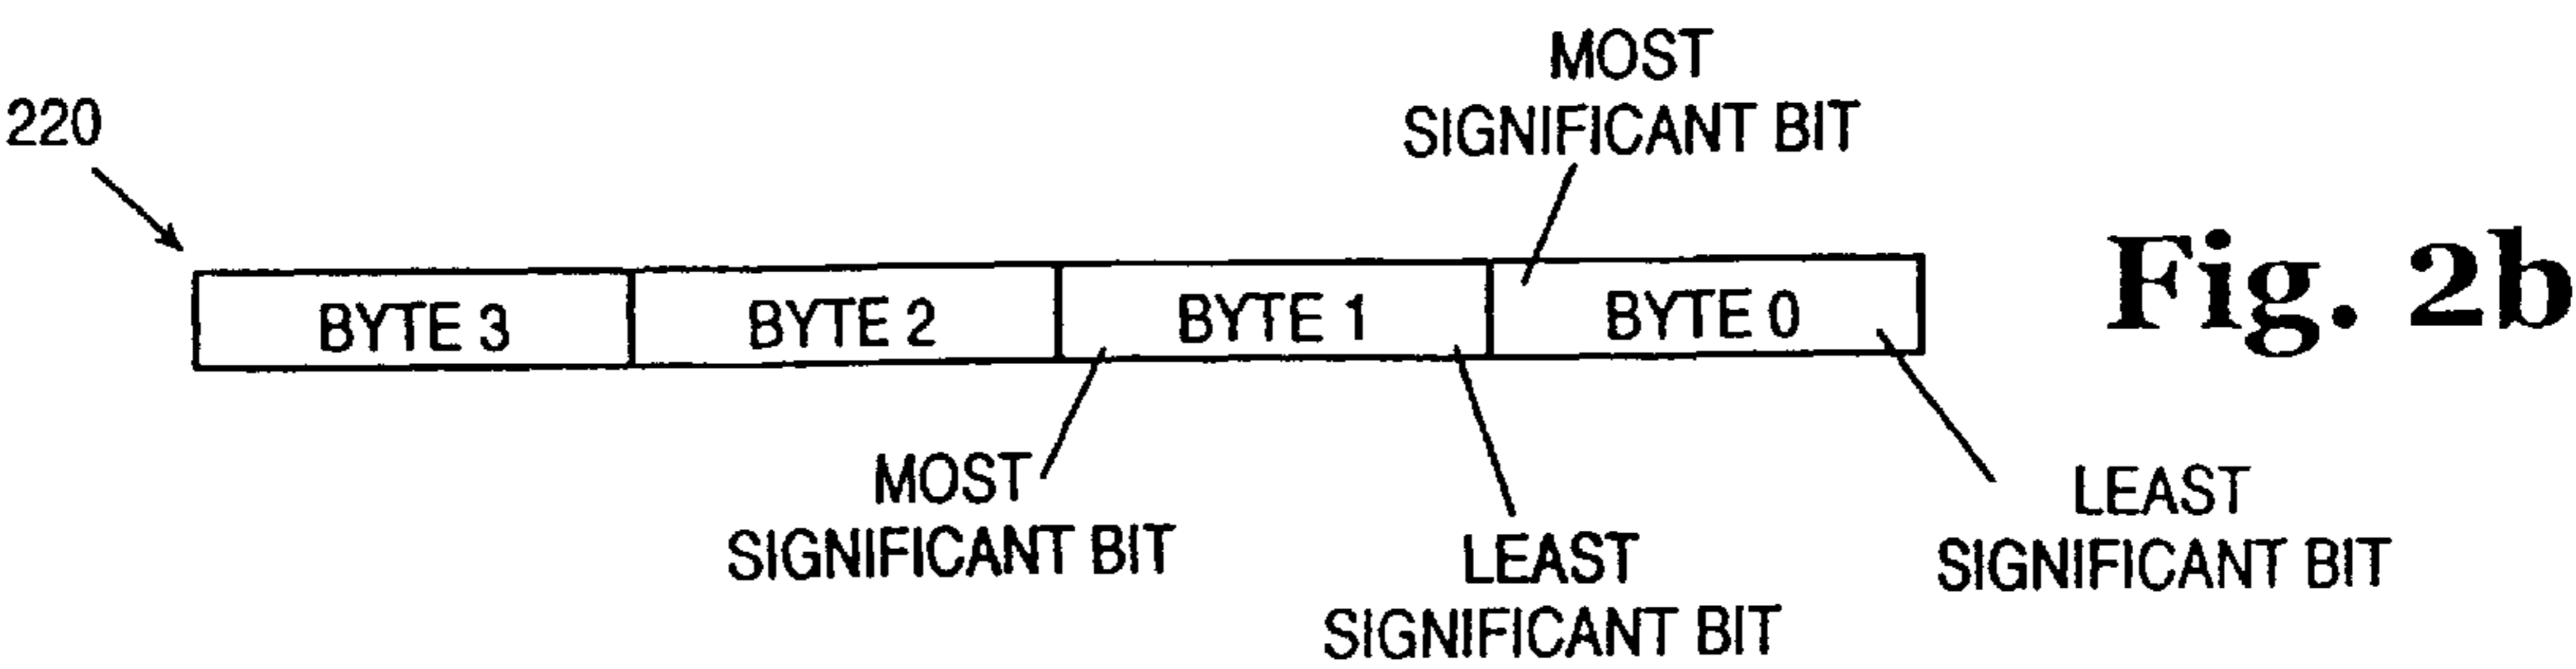 MOST
SIGNIFICANT BIT
220
BYTE 3 BYTE 2 BYTE 1 BYTE 0
Fig. 2b
MOST
SIGNIFICANT BIT
LEAST
SIGNIFICANT BIT
LEAST
SIGNIFICANT BIT